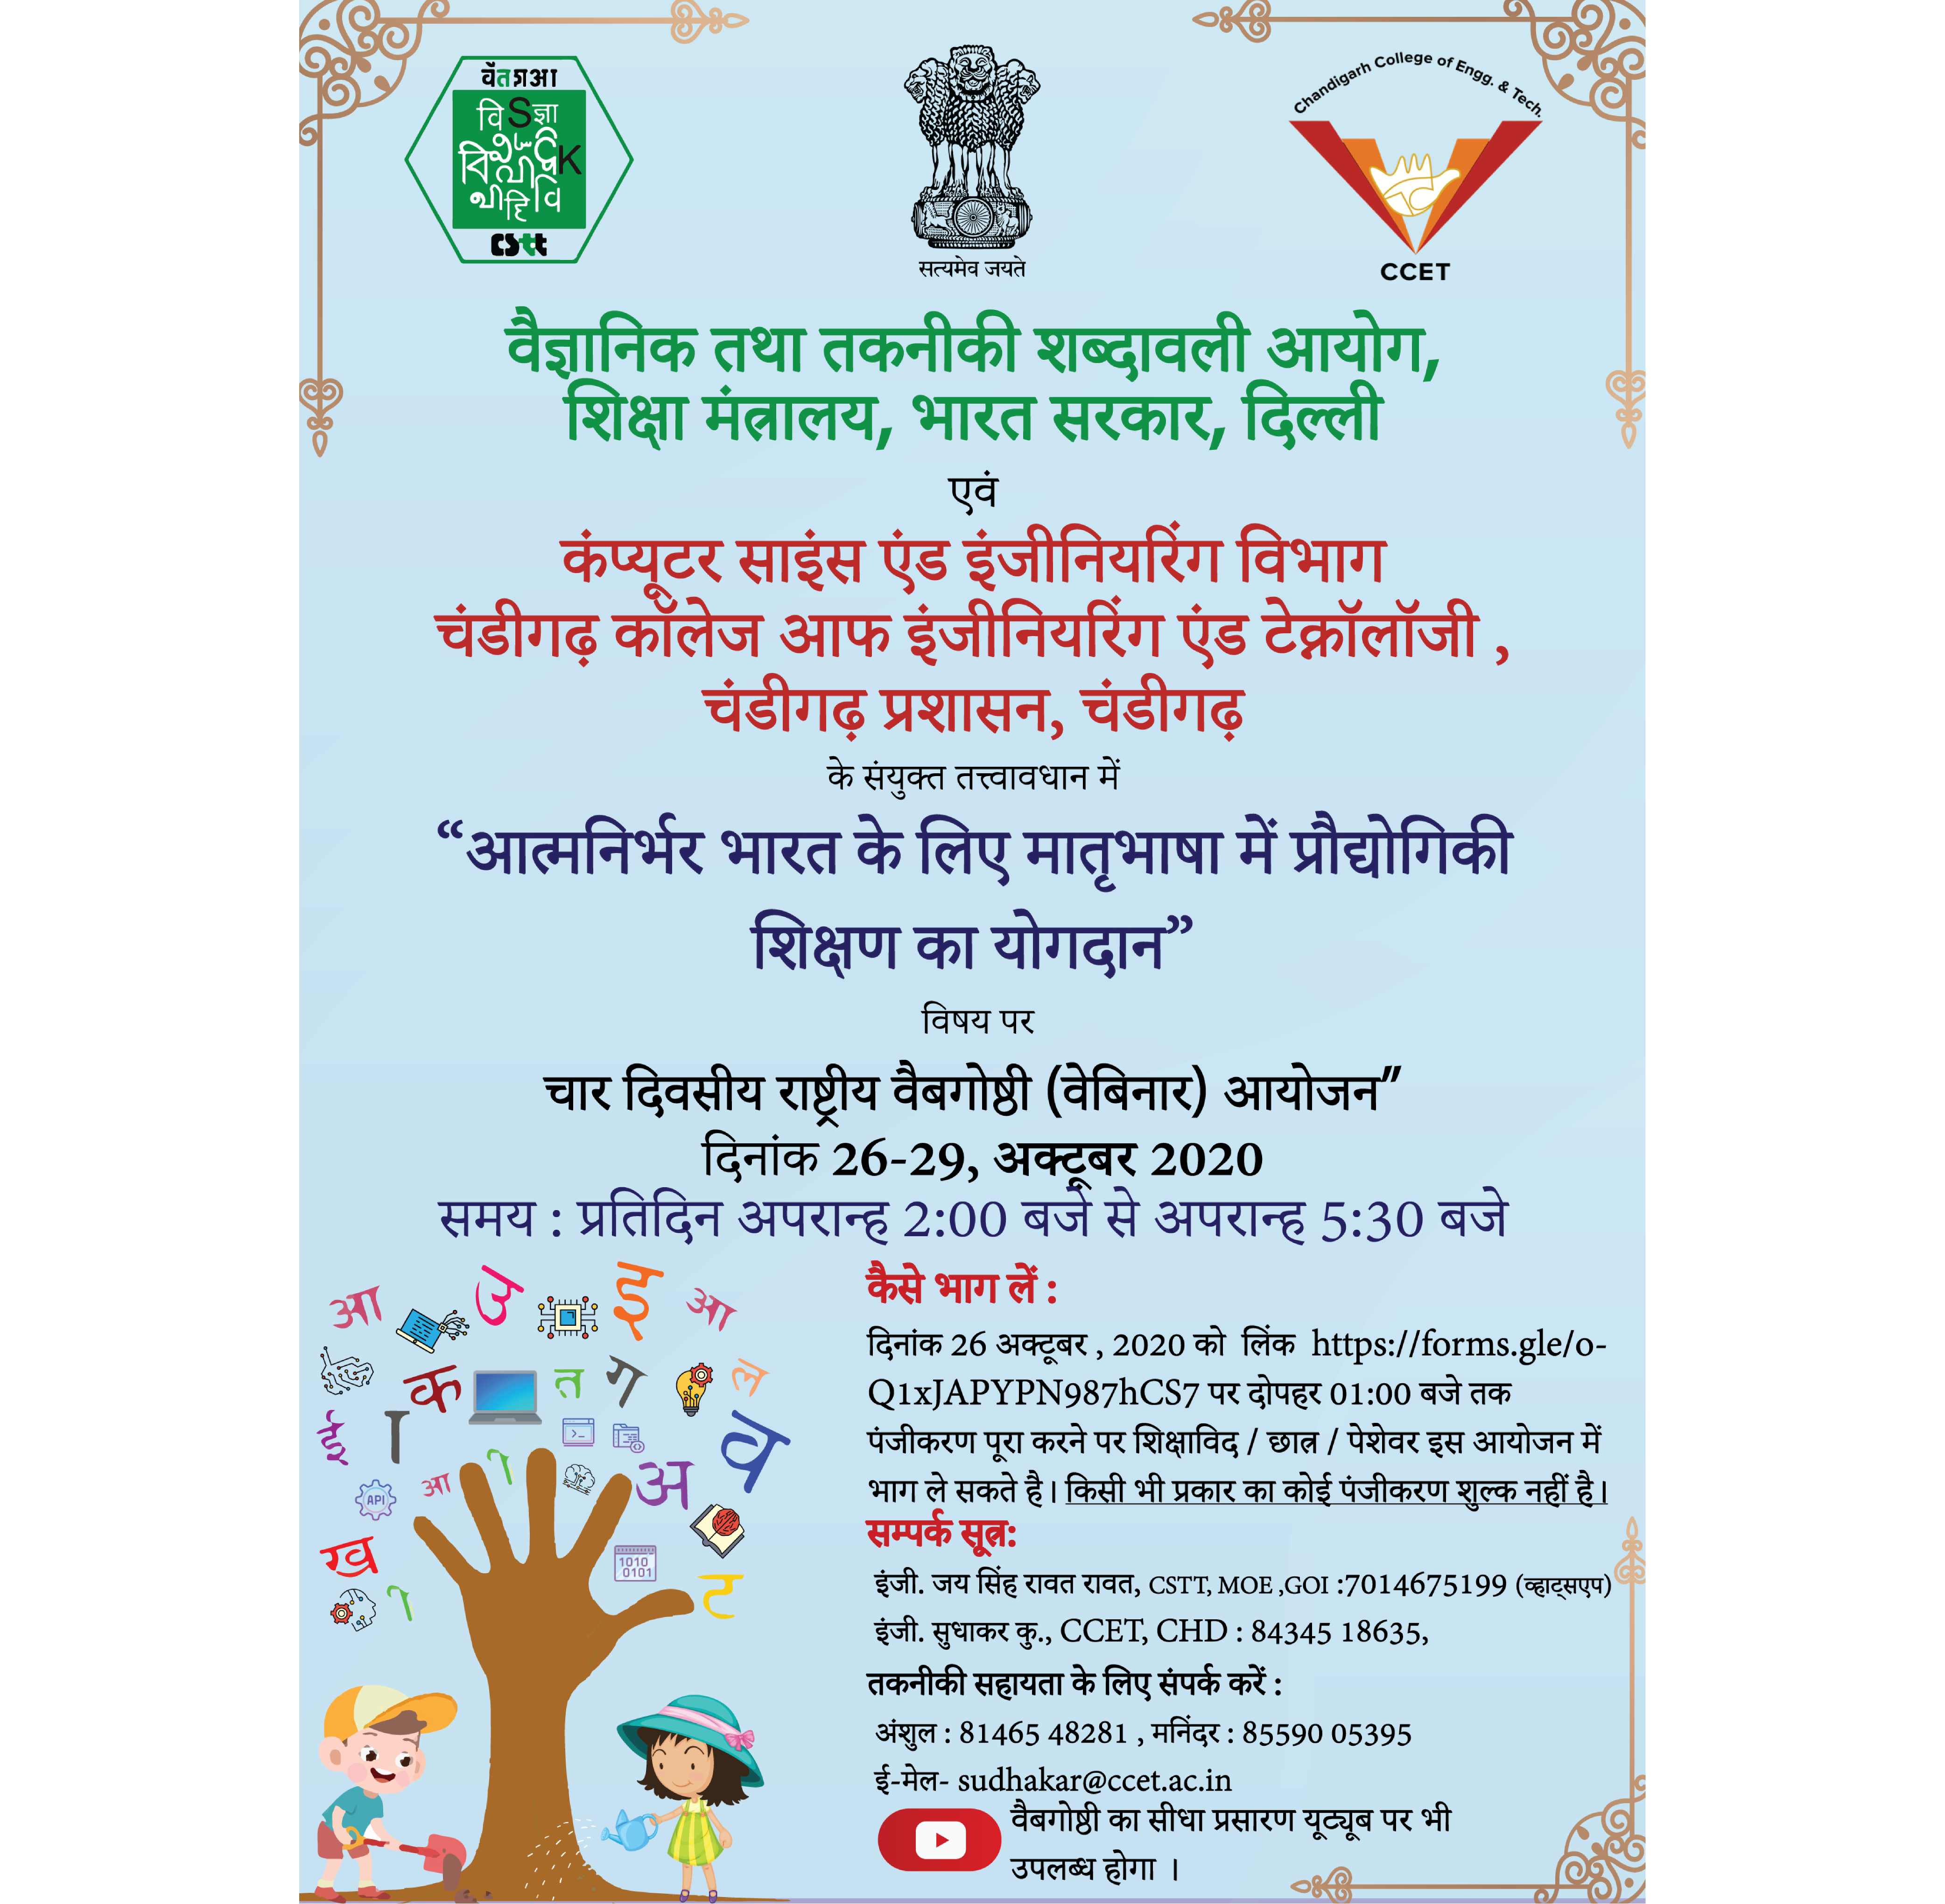 वैतशआ
वि S ज्ञा
K
cstt
सत्यमेव जयते
Chandigarh College of Engg. & Tech.
CCET
वैज्ञानिक तथा तकनीकी शब्दावली आयोग,
शिक्षा मंत्रालय, भारत सरकार, दिल्ली
एवं
कंप्यूटर साइंस एंड इंजीनियरिंग विभाग
चंडीगढ़ कॉलेज आफ इंजीनियरिंग एंड टेक्नॉलॉजी ,
चंडीगढ़ प्रशासन, चंडीगढ़
के संयुक्त तत्त्वावधान में
“आत्मनिर्भर भारत के लिए मातृभाषा में प्रौद्योगिकी
शिक्षण का योगदान”
विषय पर
चार दिवसीय राष्ट्रीय वैबगोष्ठी (वेबिनार) आयोजन”
दिनांक 26-29, अक्टूबर 2020
समय : प्रतिदिन अपरान्ह 2:00 बजे से अपरान्ह 5:30 बजे
आ उ इ आ
क त ग ल
ई ा व
आ ी अ
API
ख 1010 0101 ट
ी
कैसे भाग लें :
दिनांक 26 अक्टूबर , 2020 को लिंक https://forms.gle/o-
Q1xJAPYPN987hCS7 पर दोपहर 01:00 बजे तक
पंजीकरण पूरा करने पर शिक्षाविद / छात्र / पेशेवर इस आयोजन में
भाग ले सकते है। किसी भी प्रकार का कोई पंजीकरण शुल्क नहीं है।
सम्पर्क सूत्र:
इंजी. जय सिंह रावत रावत, CSTT, MOE ,GOI :7014675199 (व्हाट्सएप)
इंजी. सुधाकर कु., CCET, CHD : 84345 18635,
तकनीकी सहायता के लिए संपर्क करें :
अंशुल : 81465 48281 , मनिंदर : 85590 05395
ई-मेल- sudhakar@ccet.ac.in
वैबगोष्ठी का सीधा प्रसारण यूट्यूब पर भी
उपलब्ध होगा ।